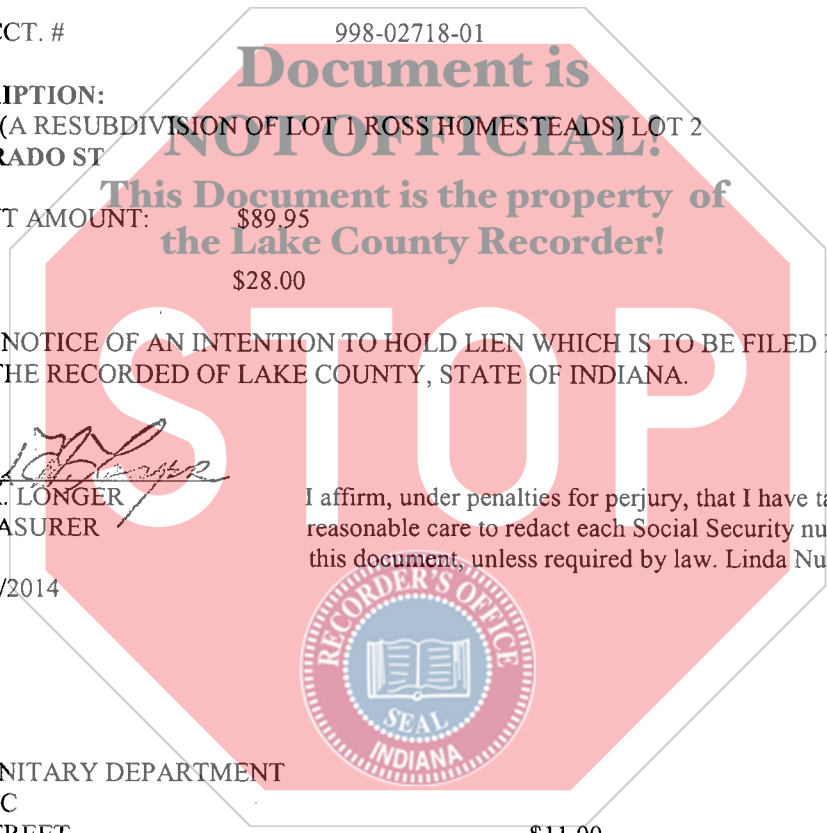 CCT. # 998-02718-01
Document is
IPTION:
(A RESUBDIVISION OF LOT 1 ROSS HOMESTEADS) LOT 2
NOT OFFICIAL!
RADO ST
This Document is the property of
T AMOUNT: $89.95
the Lake County Recorder!
$28.00
STOP
NOTICE OF AN INTENTION TO HOLD LIEN WHICH IS TO BE FILED
THE RECORDED OF LAKE COUNTY, STATE OF INDIANA.
. LONGER
ASURER
I affirm, under penalties for perjury, that I have ta
reasonable care to redact each Social Security nu
this document, unless required by law. Linda Nu
/2014
RECORDER'S OFFICE
SEAL
INDIANA
NITARY DEPARTMENT
C
STREET $11.00